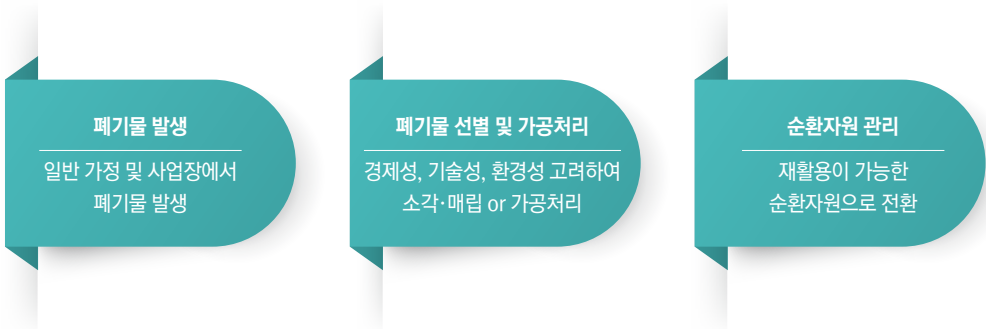 폐기물 발생
일반 가정 및 사업장에서
폐기물 발생
폐기물 선별 및 가공처리
경제성, 기술성, 환경성 고려하여
소각·매립 or 가공처리
순환자원 관리
재활용이 가능한
순환자원으로 전환